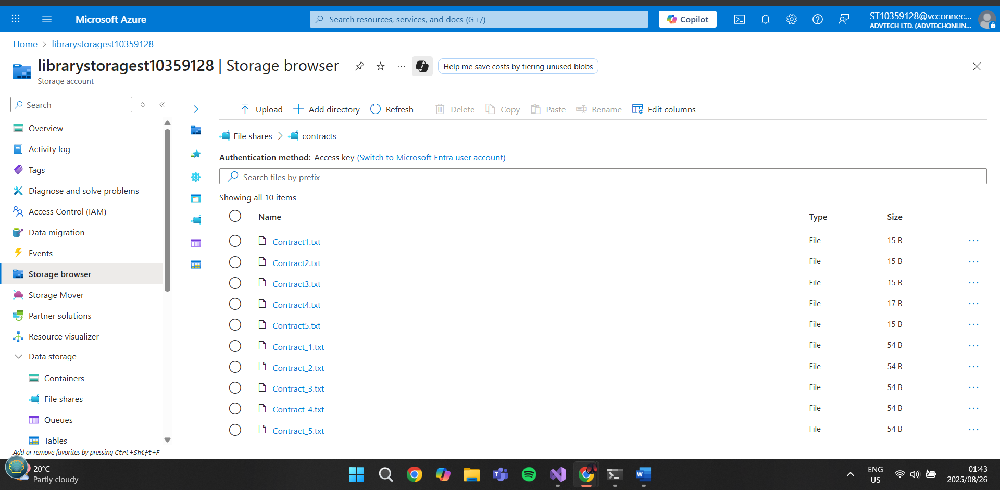 Microsoft Azure
Search resources, services, and docs (G+/)
Copilot
ST10359128@vcconnec...
ADVTECH LTD. (ADVTECHONLIN...
Home > librarystoragest10359128
librarystoragest10359128 | Storage browser
Help me save costs by tiering unused blobs
Storage account
Search
Overview
Activity log
Tags
Diagnose and solve problems
Access Control (IAM)
Data migration
Events
Storage browser
Storage Mover
Partner solutions
Resource visualizer
Data storage
Containers
File shares
Queues
Tables
Add or remove favorites by pressing Ctrl+Shift+F
Upload Add directory Refresh Delete Copy Paste Rename Edit columns
File shares > contracts
Authentication method: Access key (Switch to Microsoft Entra user account)
Search files by prefix
Showing all 10 items
Name Type Size
Contract1.txt File 15 B
Contract2.txt File 15 B
Contract3.txt File 15 B
Contract4.txt File 17 B
Contract5.txt File 15 B
Contract_1.txt File 54 B
Contract_2.txt File 54 B
Contract_3.txt File 54 B
Contract_4.txt File 54 B
Contract_5.txt File 54 B
20°C
Partly cloudy
ENG
US
01:43
2025/08/26